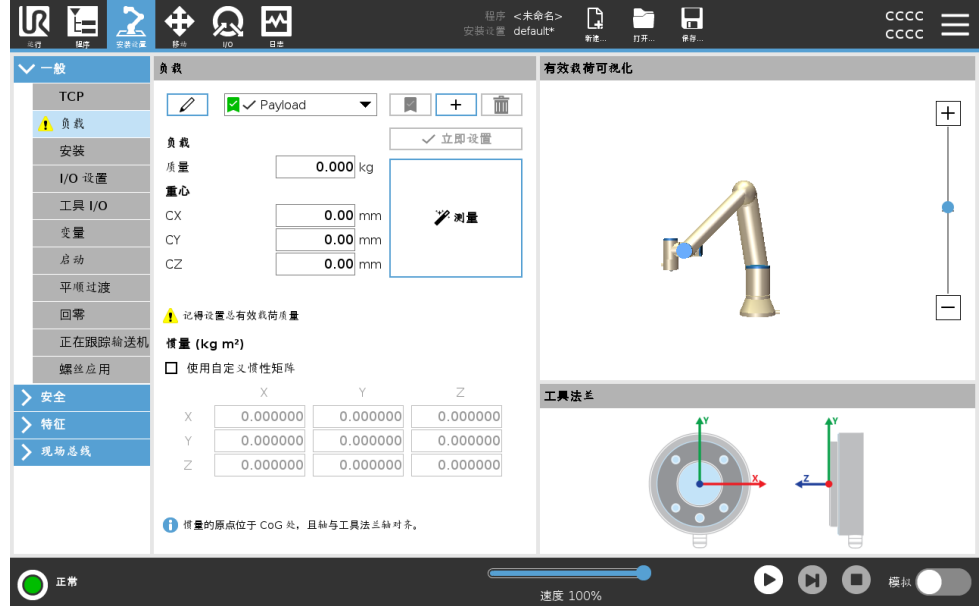 UR
程序 <未命名>
安装设置 default*
cccc
cccc
运行 程序 安装设置 移动 I/O 日志 新建... 打开... 保存...
一般
TCP
负载
安装
I/O 设置
工具 I/O
变量
启动
平顺过渡
回零
正在跟踪输送机
螺丝应用
安全
特征
现场总线
负载
Payload
立即设置
负载
质量 0.000 kg
重心
CX 0.00 mm
CY 0.00 mm
CZ 0.00 mm
测量
记得设置总有效载荷质量
惯量 (kg m²)
使用自定义惯性矩阵
X Y Z
X 0.000000 0.000000 0.000000
Y 0.000000 0.000000 0.000000
Z 0.000000 0.000000 0.000000
惯量的原点位于 CoG 处，且轴与工具法兰轴对齐。
有效载荷可视化
工具法兰
Y
X
Y
Z
正常
速度 100%
模拟